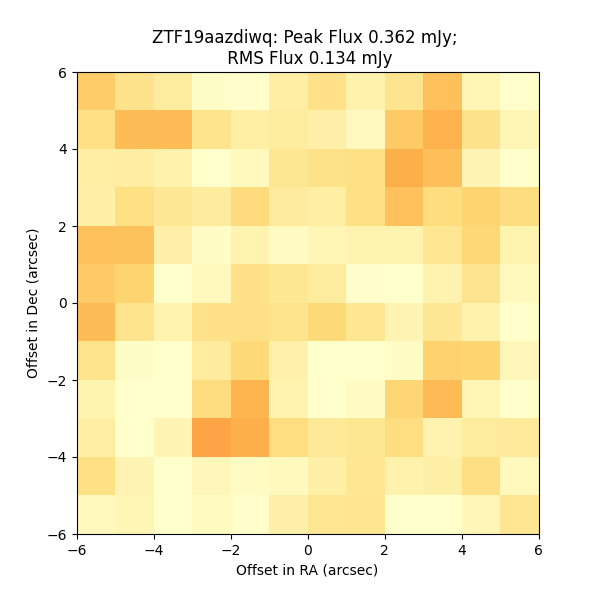 ZTF19aazdiwq: Peak Flux 0.362 mJy;
RMS Flux 0.134 mJy
6
4
2
0
−2
−4
−6
Offset in Dec (arcsec)
−6 −4 −2 0 2 4 6
Offset in RA (arcsec)